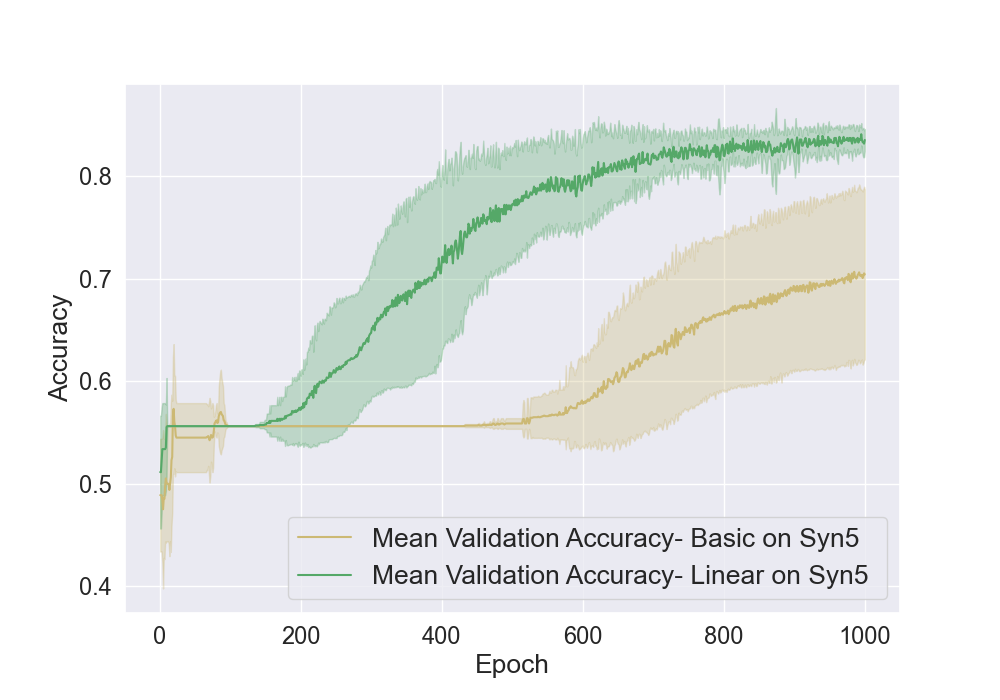 0.8
0.7
0.6
0.5
0.4
Accuracy
Mean Validation Accuracy- Basic on Syn5
Mean Validation Accuracy- Linear on Syn5
0 200 400 600 800 1000
Epoch